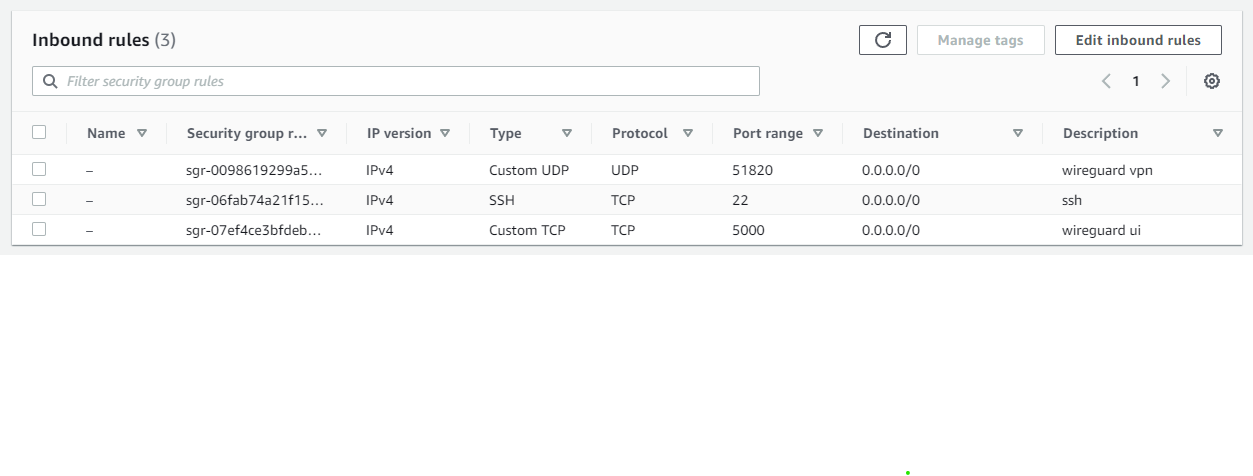 Inbound rules (3)
Manage tags
Edit inbound rules
Filter security group rules
1
Name Security group r... IP version Type Protocol Port range Destination Description
– sgr-0098619299a5... IPv4 Custom UDP UDP 51820 0.0.0.0/0 wireguard vpn
– sgr-06fab74a21f15... IPv4 SSH TCP 22 0.0.0.0/0 ssh
– sgr-07ef4ce3bfdeb... IPv4 Custom TCP TCP 5000 0.0.0.0/0 wireguard ui